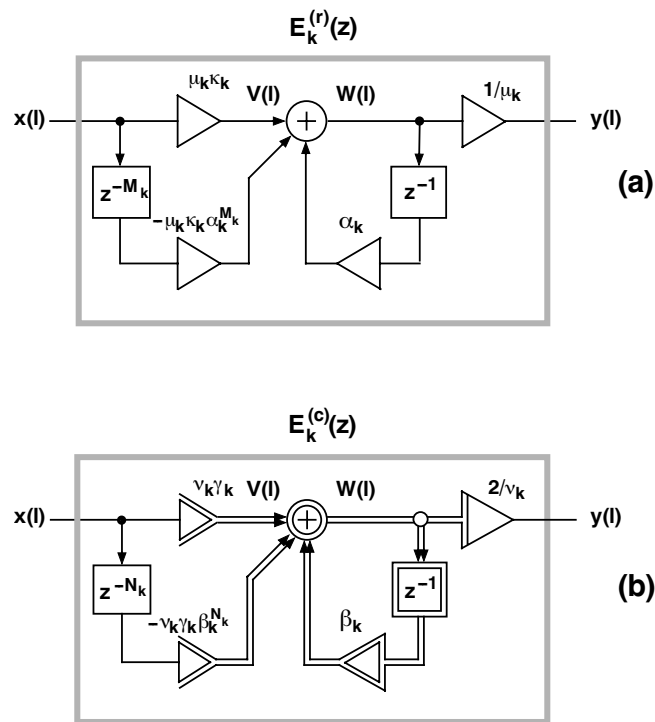 E_k^(r)(z)
μ_kκ_k
V(l)
W(l)
1/μ_k
x(l)
+
y(l)
z^−M_k
−μ_kκ_kα_k^M_k
α_k
z^−1
(a)
E_k^(c)(z)
ν_kγ_k
V(l)
W(l)
2/ν_k
x(l)
+
y(l)
z^−N_k
−ν_kγ_kβ_k^N_k
β_k
z^−1
(b)